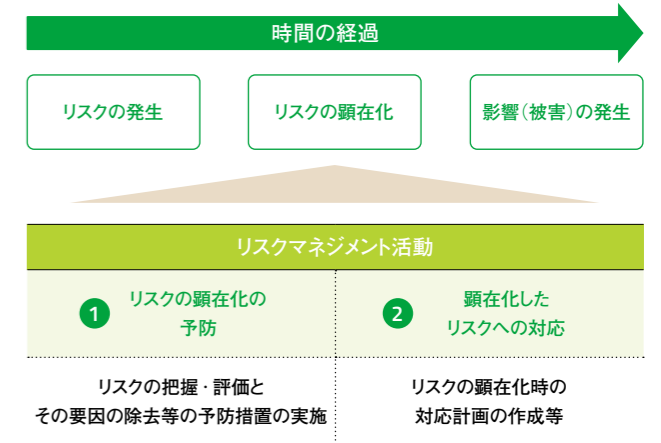 時間の経過
リスクの発生
リスクの顕在化
影響（被害）の発生
リスクマネジメント活動
1
リスクの顕在化の
予防
2
顕在化した
リスクへの対応
リスクの把握・評価と
その要因の除去等の予防措置の実施
リスクの顕在化時の
対応計画の作成等